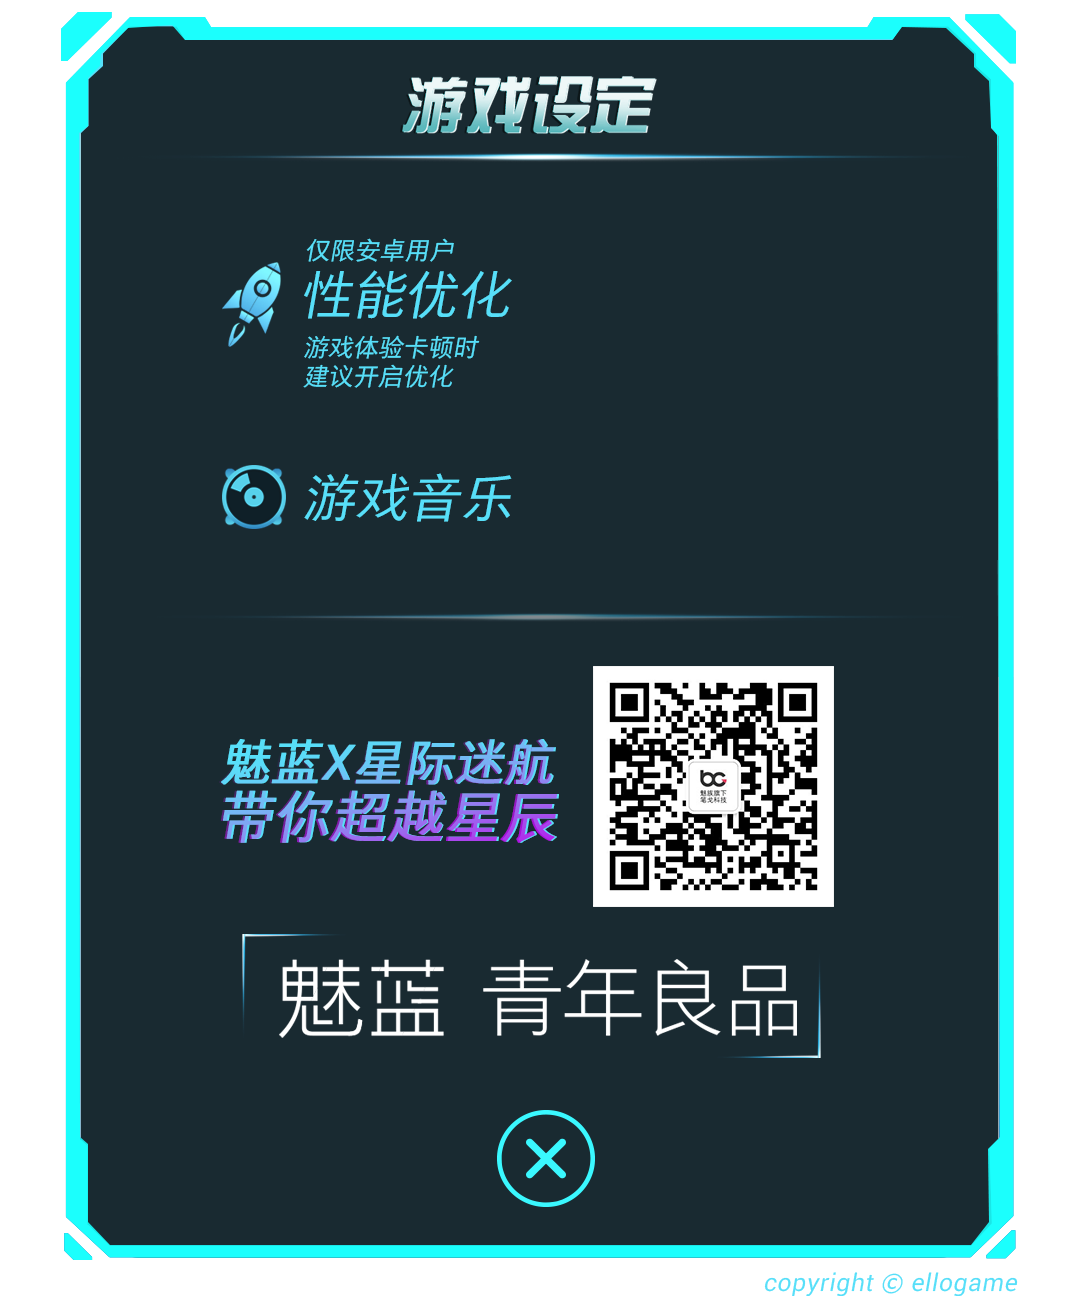 游戏设定
仅限安卓用户
性能优化
游戏体验卡顿时
建议开启优化
游戏音乐
魅蓝X星际迷航
带你超越星辰
bc
魅族旗下
笔戈科技
魅蓝 青年良品
copyright © ellogame